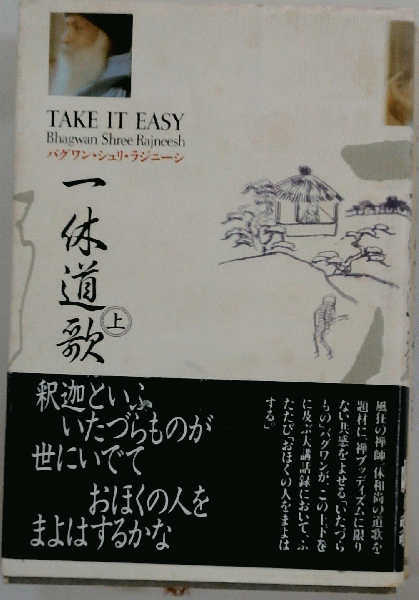 TAKE IT EASY
Bhagwan Shree Rajneesh
バグワン・シュリ・ラジニーシ
一休道歌
上
釈迦といふ
いたづらものが
世にいでて
おほくの人を
まよはするかな
風狂の禅師一休和尚の道歌を
題材に、禅ブッディズムに限り
ない共感をよせる「いたづら
もの」バグワンが、この上下巻
に及ぶ大講話録において、ふ
たたび「おほくの人をまよは
する」。